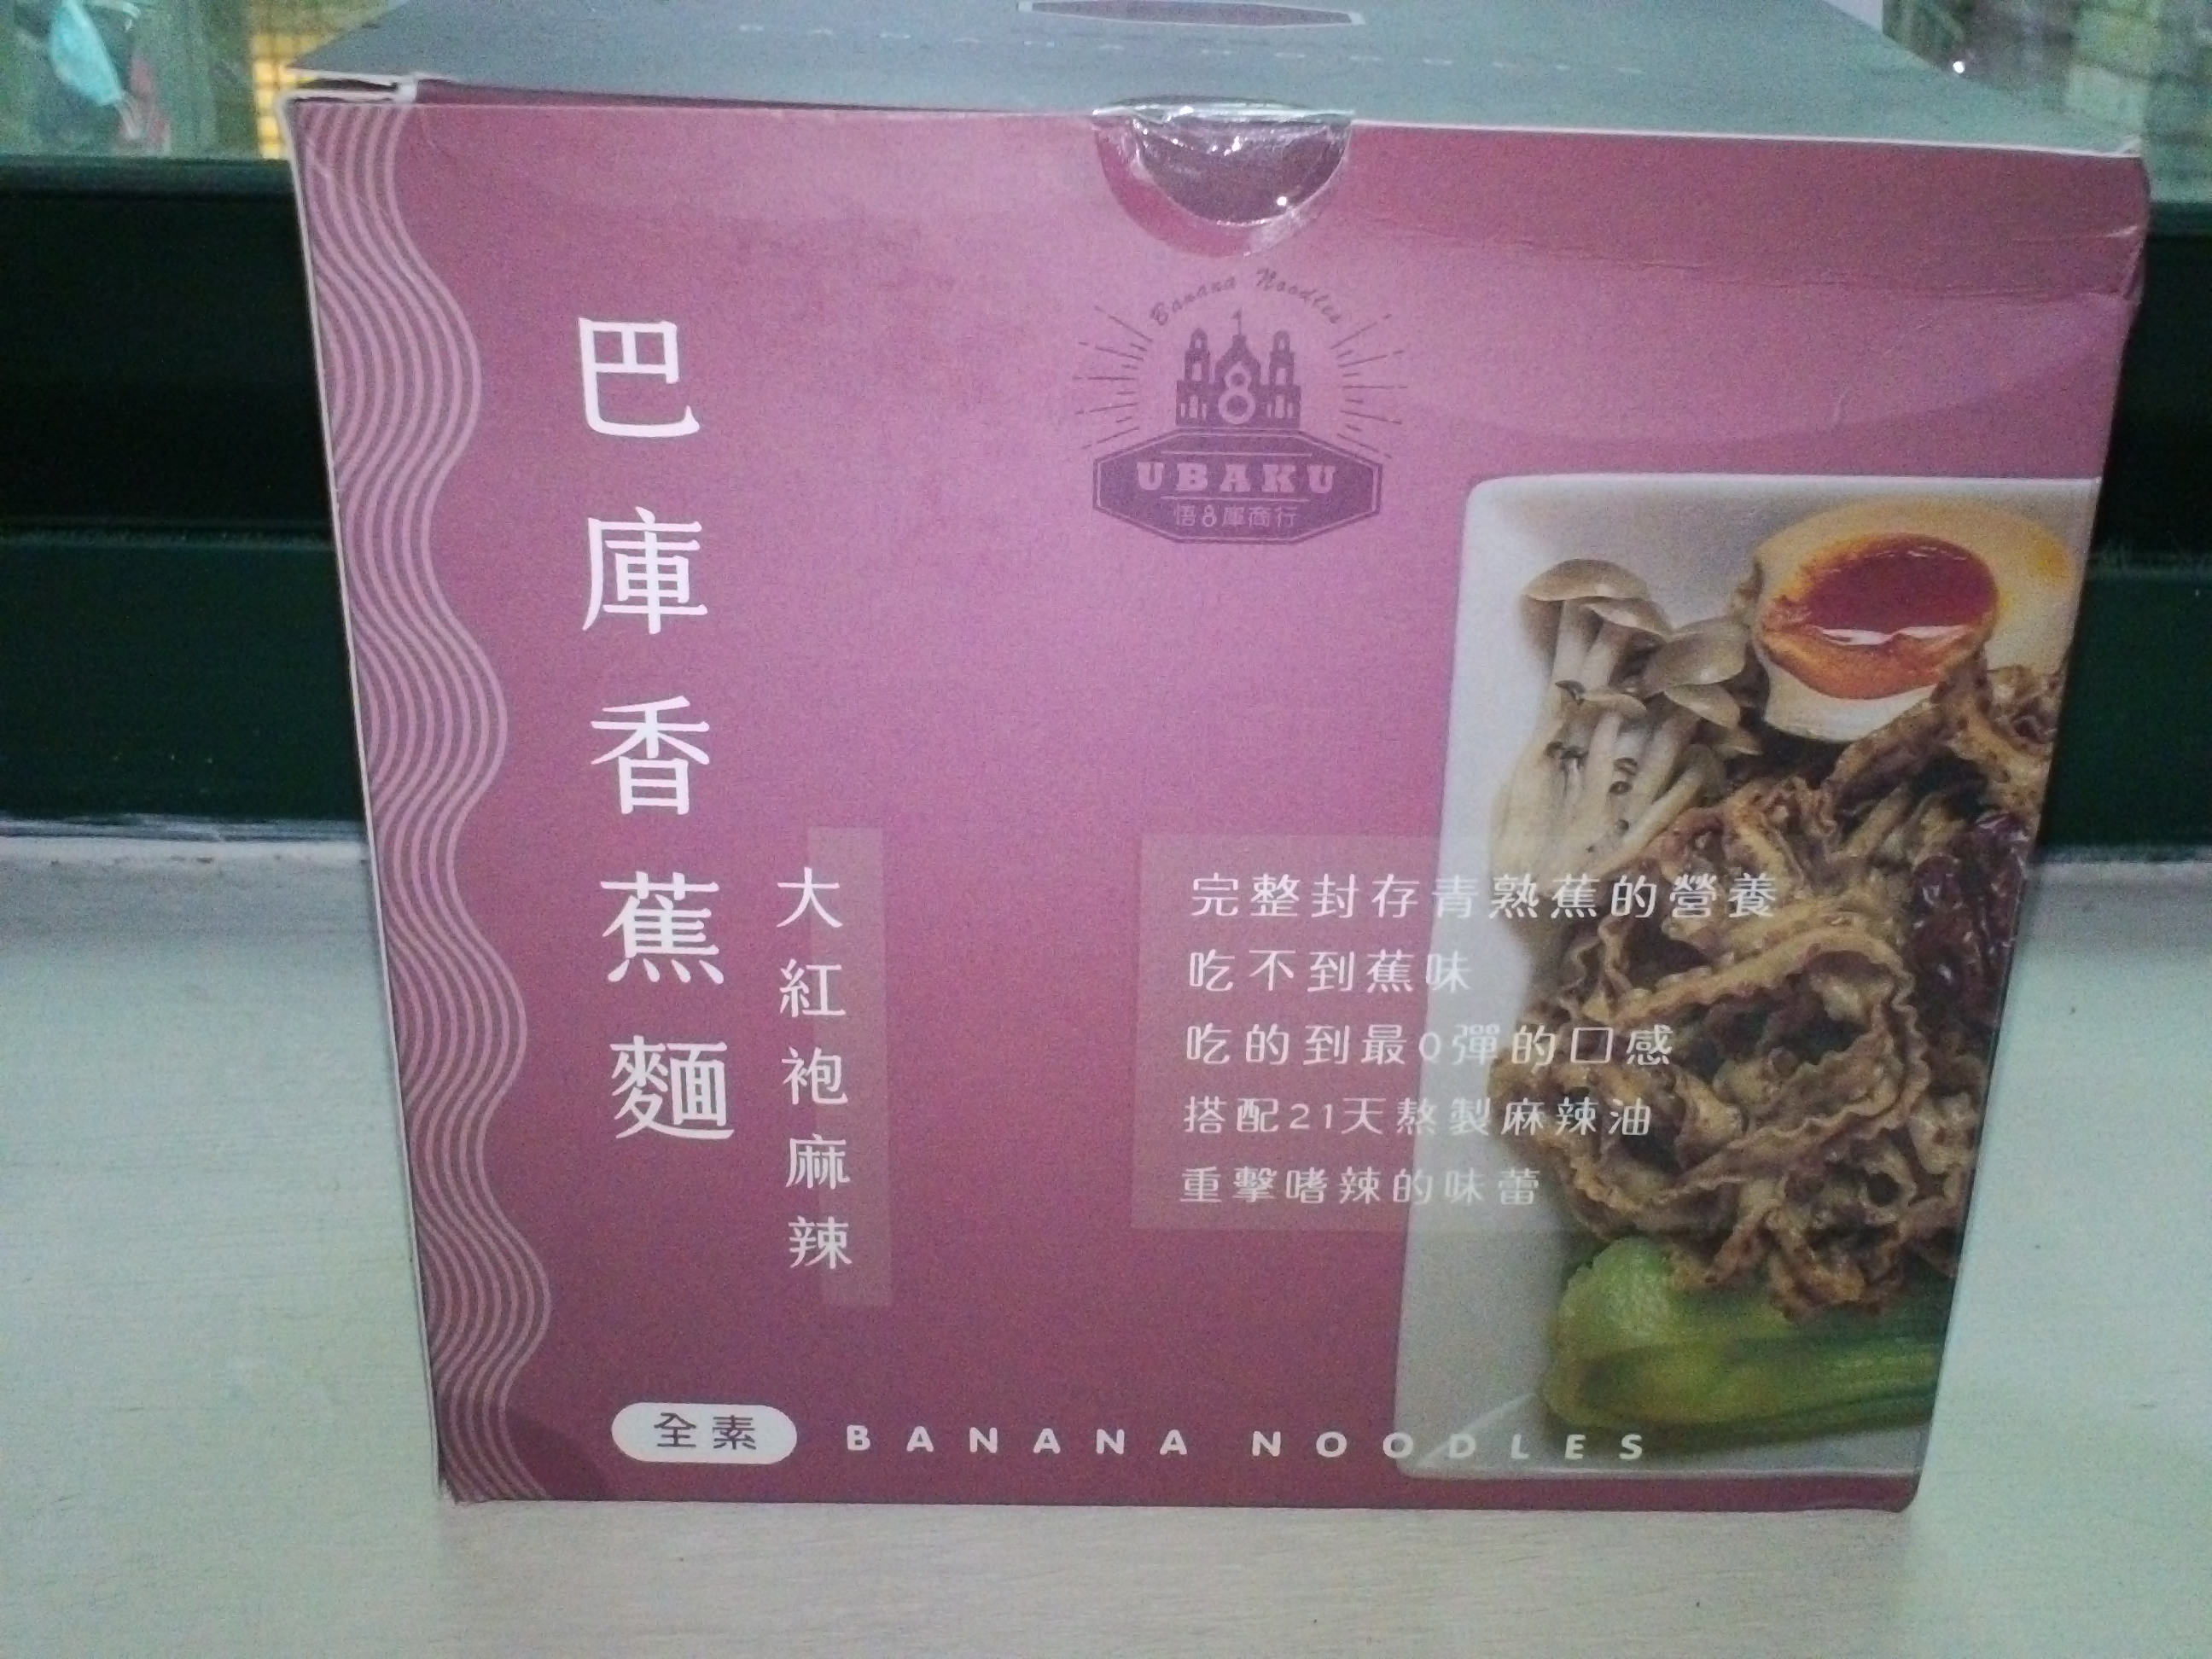 Banana Noodles
8
UBAKU
悟8庫商行
巴庫香蕉麵
大紅袍麻辣
完整封存青熟蕉的營養
吃不到蕉味
吃的到最Q彈的口感
搭配21天熬製麻辣油
重擊嗜辣的味蕾
全素
BANANA NOODLES